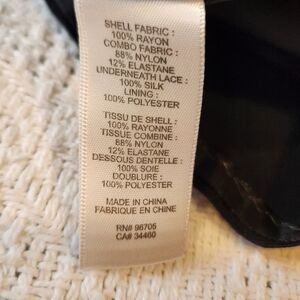 SHELL FABRIC :
100% RAYON
COMBO FABRIC :
88% NYLON
12% ELASTANE
UNDERNEATH LACE :
100% SILK
LINING :
100% POLYESTER
TISSU DE SHELL :
100% RAYONNE
TISSUE COMBINE :
88% NYLON
12% ELASTANE
DESSOUS DENTELLE :
100% SOIE
DOUBLURE :
100% POLYESTER
MADE IN CHINA
FABRIQUE EN CHINE
RN# 96705
CA# 34460